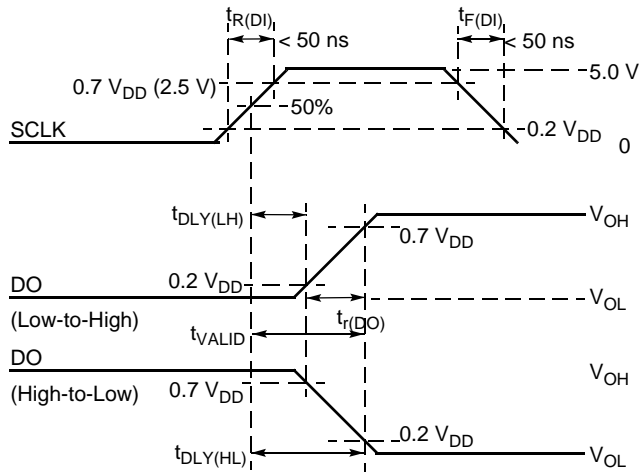 tR(DI)
< 50 ns
tF(DI)
< 50 ns
0.7 VDD (2.5 V)
5.0 V
50%
SCLK
0.2 VDD
0
tDLY(LH)
VOH
0.7 VDD
0.2 VDD
DO
(Low-to-High)
tr(DO)
VOL
tVALID
DO
(High-to-Low)
VOH
0.7 VDD
0.2 VDD
tDLY(HL)
VOL